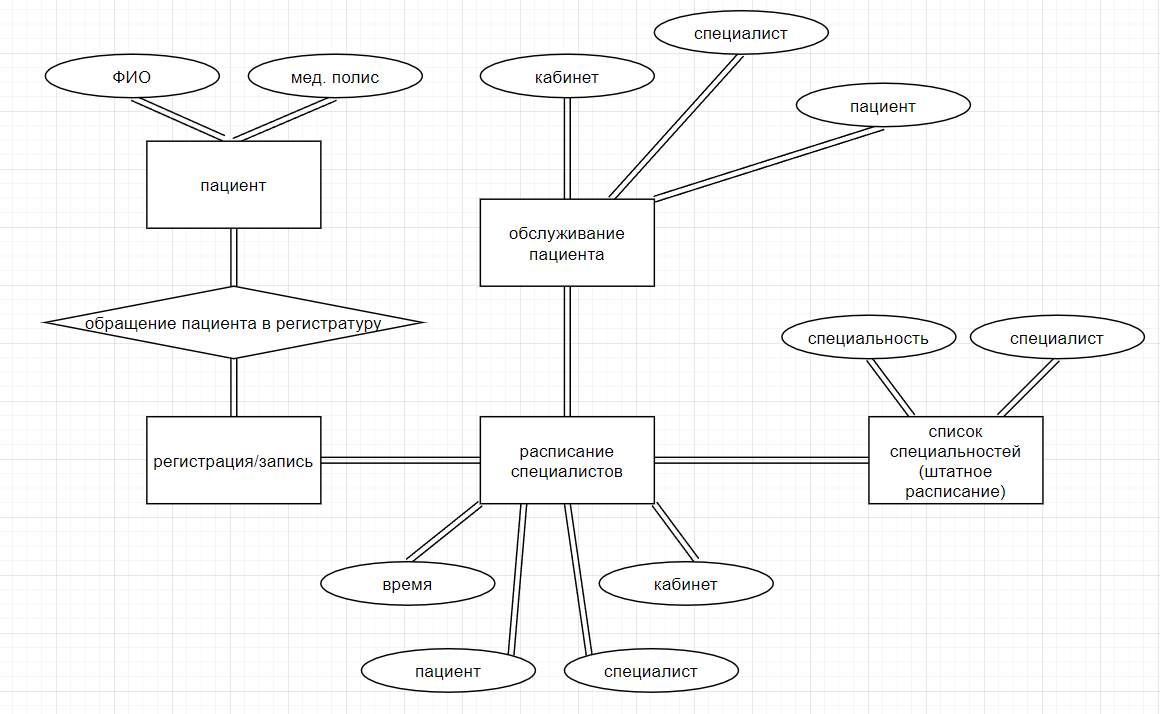 специалист
ФИО
мед. полис
кабинет
пациент
пациент
обслуживание
пациента
обращение пациента в регистратуру
специальность
специалист
регистрация/запись
расписание
специалистов
список
специальностей
(штатное
расписание)
время
кабинет
пациент
специалист